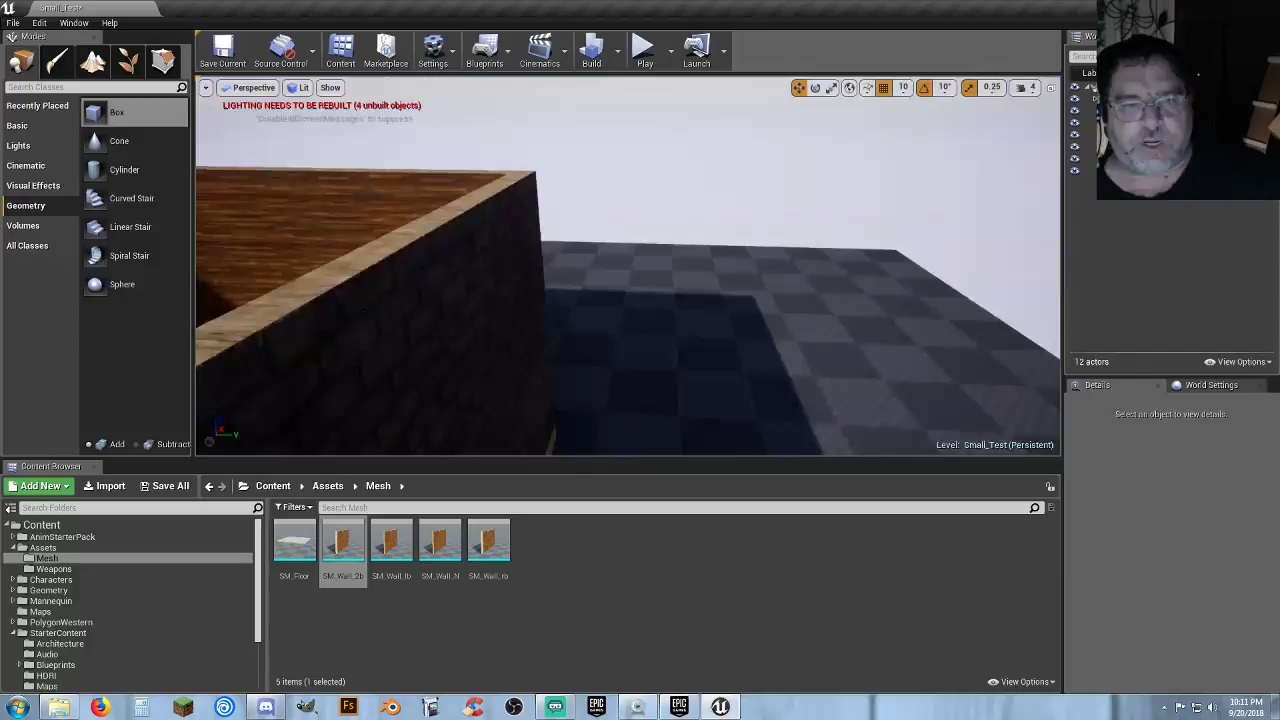 Small_Test*
File Edit Window Help
Modes
Search Classes
Recently Placed
Basic
Lights
Cinematic
Visual Effects
Geometry
Volumes
All Classes
Box
Cone
Cylinder
Curved Stair
Linear Stair
Spiral Stair
Sphere
Add Subtract
Save Current Source Control Content Marketplace Settings Blueprints Cinematics Build Play Launch
Perspective Lit Show
10 10° 0.25 4
LIGHTING NEEDS TO BE REBUILT (4 unbuilt objects)
'DisableAllScreenMessages' to suppress
Level: Small_Test (Persistent)
12 actors View Options
Details World Settings
Select an object to view details.
Content Browser
Add New Import Save All Content Assets Mesh
Search Folders
Filters Search Mesh
Content
AnimStarterPack
Assets
Mesh
Weapons
Characters
Geometry
Mannequin
Maps
PolygonWestern
StarterContent
Architecture
Audio
Blueprints
HDRI
Maps
SM_Floor SM_Wall_2b SM_Wall_lb SM_Wall_N SM_Wall_rb
5 items (1 selected) View Options
10:11 PM
9/20/2018